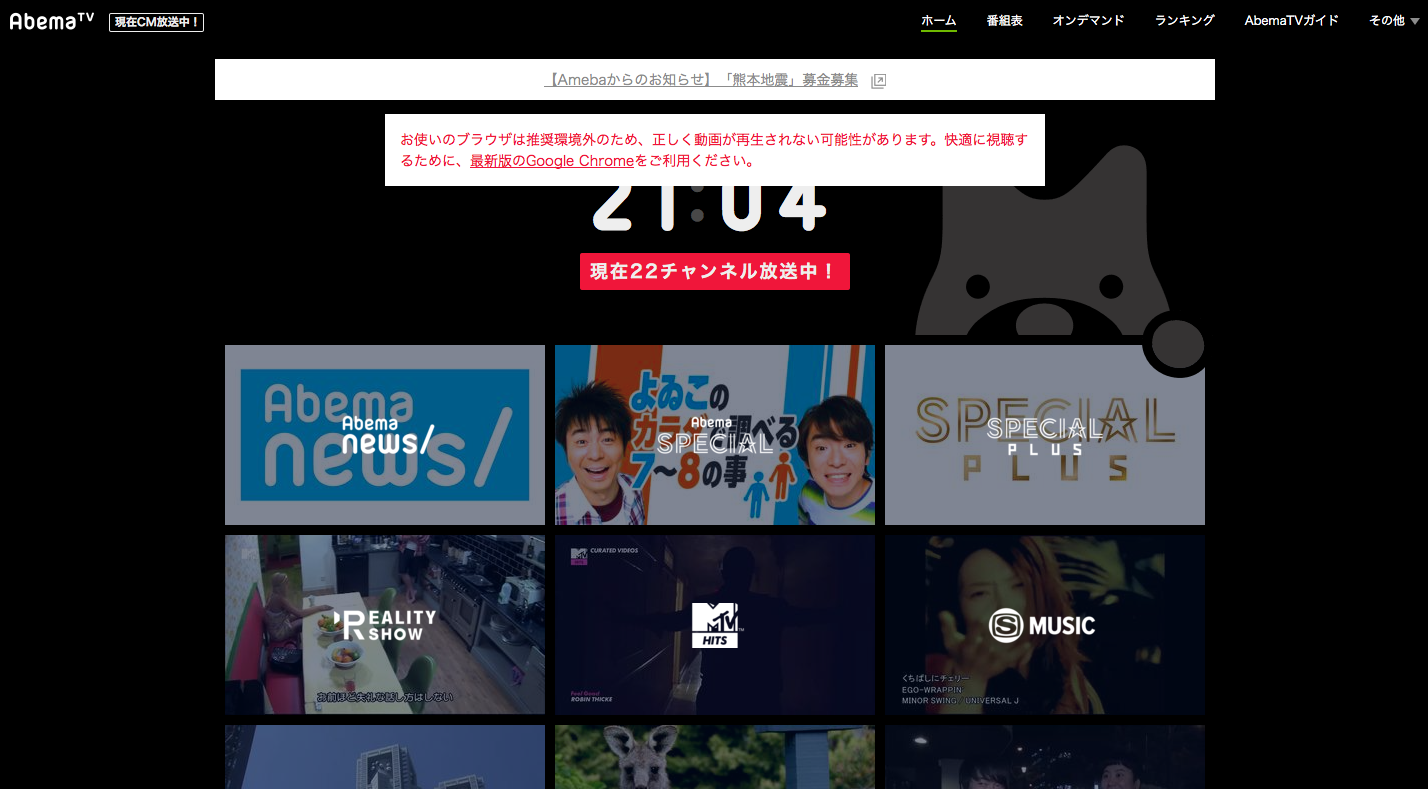 AbemaTV 現在CM放送中！
ホーム 番組表 オンデマンド ランキング AbemaTVガイド その他
【Amebaからのお知らせ】「熊本地震」募金募集
お使いのブラウザは推奨環境外のため、正しく動画が再生されない可能性があります。快適に視聴す
るために、最新版のGoogle Chromeをご利用ください。
21:04
現在22チャンネル放送中！
Abema
news/
Abema
news/
よゐこの
カラダで調べる
7〜8の事
Abema
SPECIAL
SPECIAL
PLUS
SPECIAL
PLUS
REALITY
SHOW
お前ほど失礼な話し方はしない
MTV
HITS
CURATED VIDEOS
MTV
HITS
Feel Good
ROBIN THICKE
S MUSIC
くちばしにチェリー
EGO-WRAPPIN
MINOR SWING/UNIVERSAL J